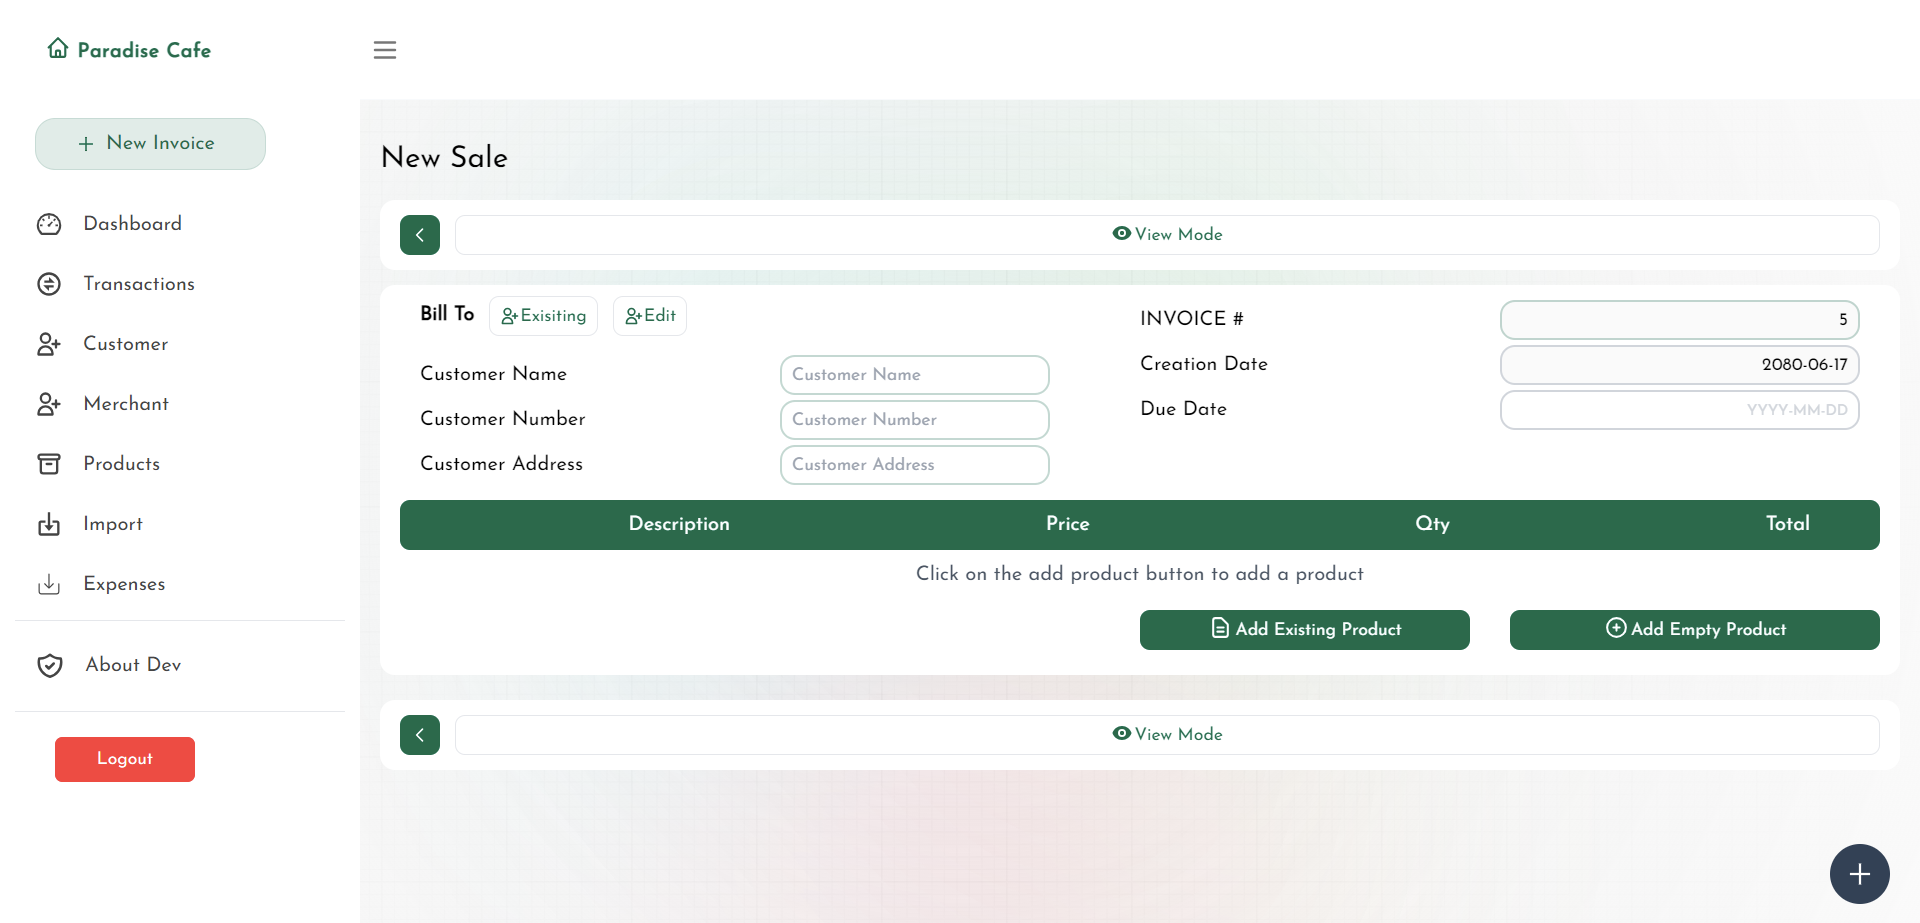 Paradise Cafe
New Invoice
Dashboard
Transactions
Customer
Merchant
Products
Import
Expenses
About Dev
Logout
New Sale
View Mode
Bill To Exisiting Edit
Customer Name Customer Name
Customer Number Customer Number
Customer Address Customer Address
INVOICE # 5
Creation Date 2080-06-17
Due Date YYYY-MM-DD
Description Price Qty Total
Click on the add product button to add a product
Add Existing Product Add Empty Product
View Mode